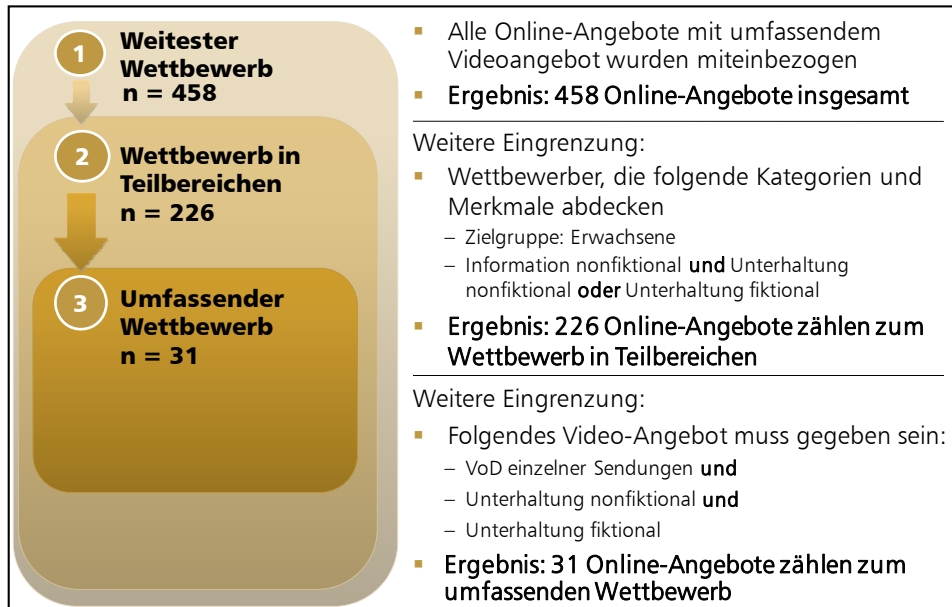 1
Weitester
Wettbewerb
n = 458
2
Wettbewerb in
Teilbereichen
n = 226
3
Umfassender
Wettbewerb
n = 31
▪ Alle Online-Angebote mit umfassendem
Videoangebot wurden miteinbezogen
▪ Ergebnis: 458 Online-Angebote insgesamt
Weitere Eingrenzung:
▪ Wettbewerber, die folgende Kategorien und
Merkmale abdecken
– Zielgruppe: Erwachsene
– Information nonfiktional und Unterhaltung
nonfiktional oder Unterhaltung fiktional
▪ Ergebnis: 226 Online-Angebote zählen zum
Wettbewerb in Teilbereichen
Weitere Eingrenzung:
▪ Folgendes Video-Angebot muss gegeben sein:
– VoD einzelner Sendungen und
– Unterhaltung nonfiktional und
– Unterhaltung fiktional
▪ Ergebnis: 31 Online-Angebote zählen zum
umfassenden Wettbewerb